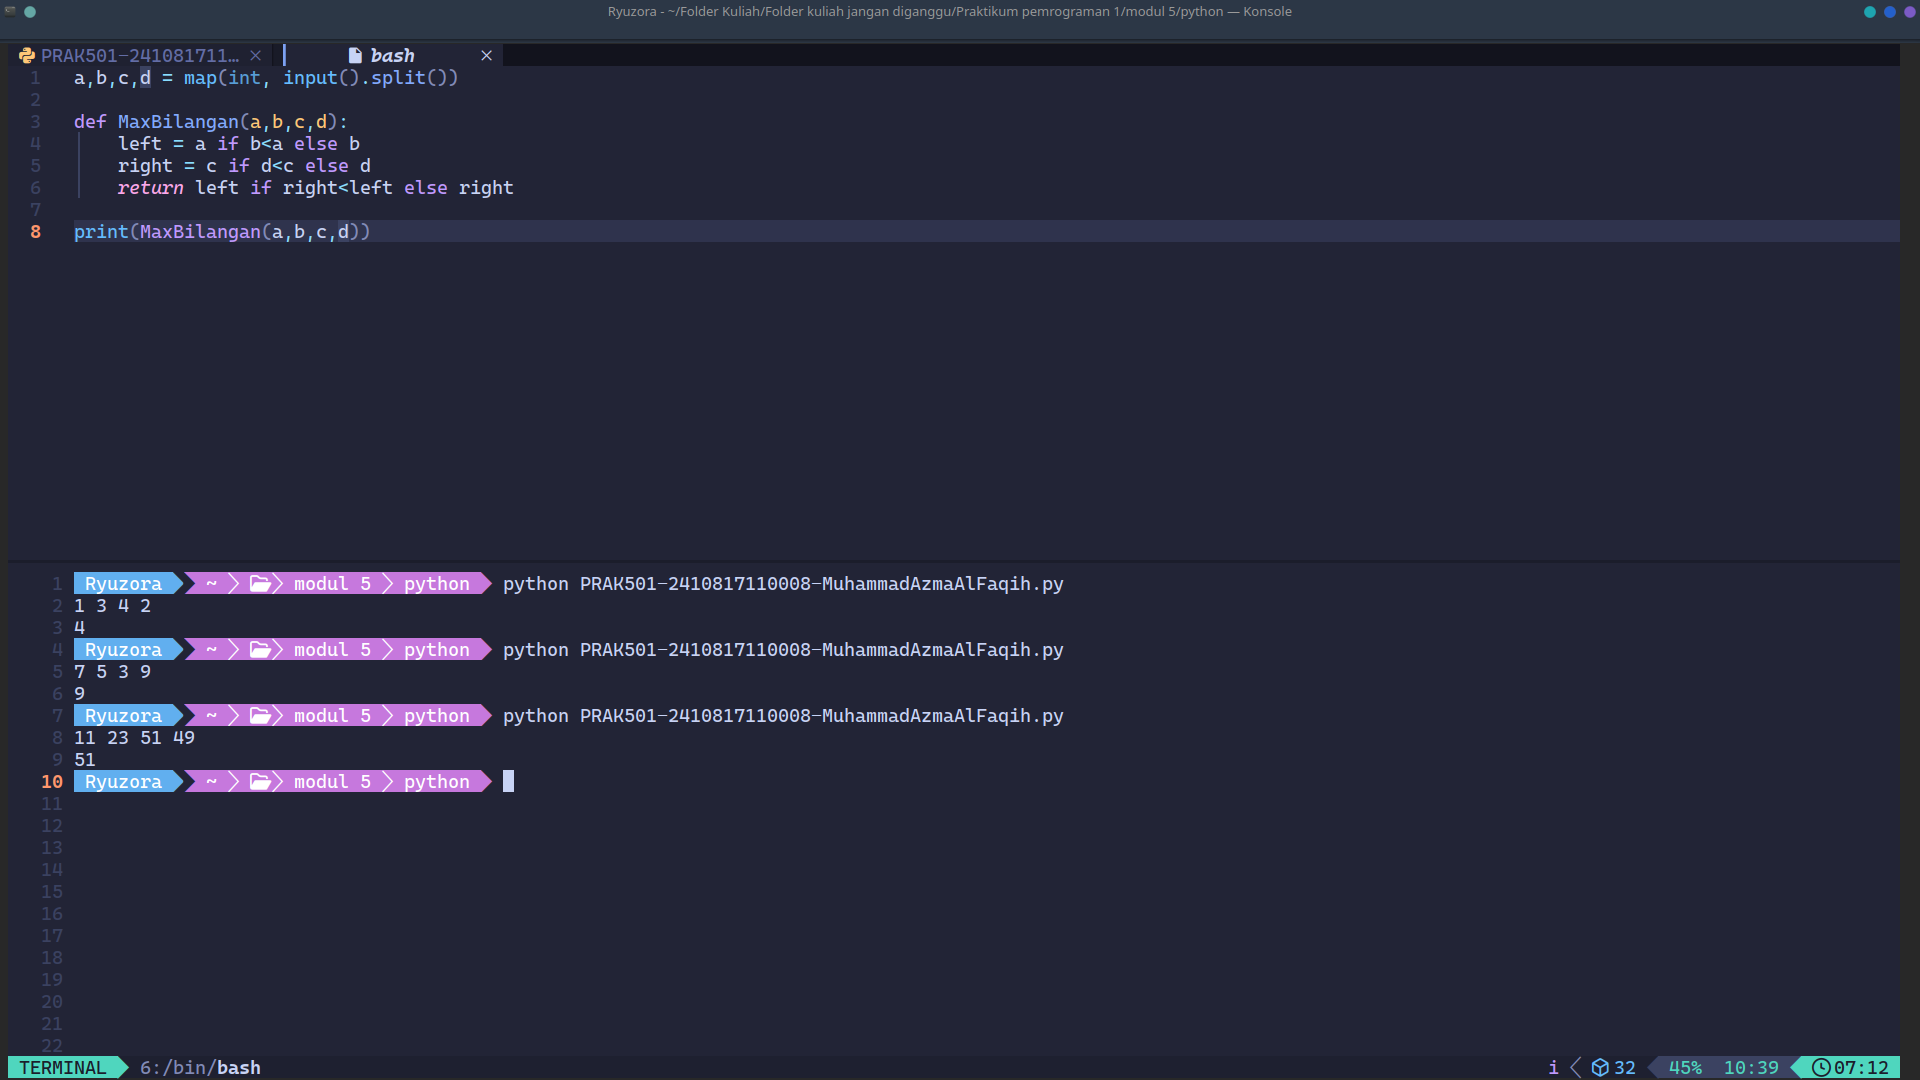 Ryuzora - ~/Folder Kuliah/Folder kuliah jangan diganggu/Praktikum pemrograman 1/modul 5/python — Konsole
PRAK501-241081711… × bash ×
1 a,b,c,d = map(int, input().split())
2
3 def MaxBilangan(a,b,c,d):
4 left = a if b<a else b
5 right = c if d<c else d
6 return left if right<left else right
7
8 print(MaxBilangan(a,b,c,d))
1 Ryuzora ~ modul 5 python python PRAK501-2410817110008-MuhammadAzmaAlFaqih.py
2 1 3 4 2
3 4
4 Ryuzora ~ modul 5 python python PRAK501-2410817110008-MuhammadAzmaAlFaqih.py
5 7 5 3 9
6 9
7 Ryuzora ~ modul 5 python python PRAK501-2410817110008-MuhammadAzmaAlFaqih.py
8 11 23 51 49
9 51
10 Ryuzora ~ modul 5 python
11
12
13
14
15
16
17
18
19
20
21
22
TERMINAL 6:/bin/bash i 32 45% 10:39 07:12